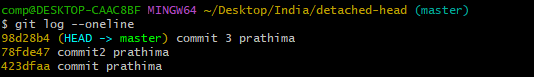 comp@DESKTOP-CAAC8BF MINGW64 ~/Desktop/India/detached-head (master)
$ git log --oneline
98d28b4 (HEAD -> master) commit 3 prathima
78fde47 commit2 prathima
423dfaa commit prathima